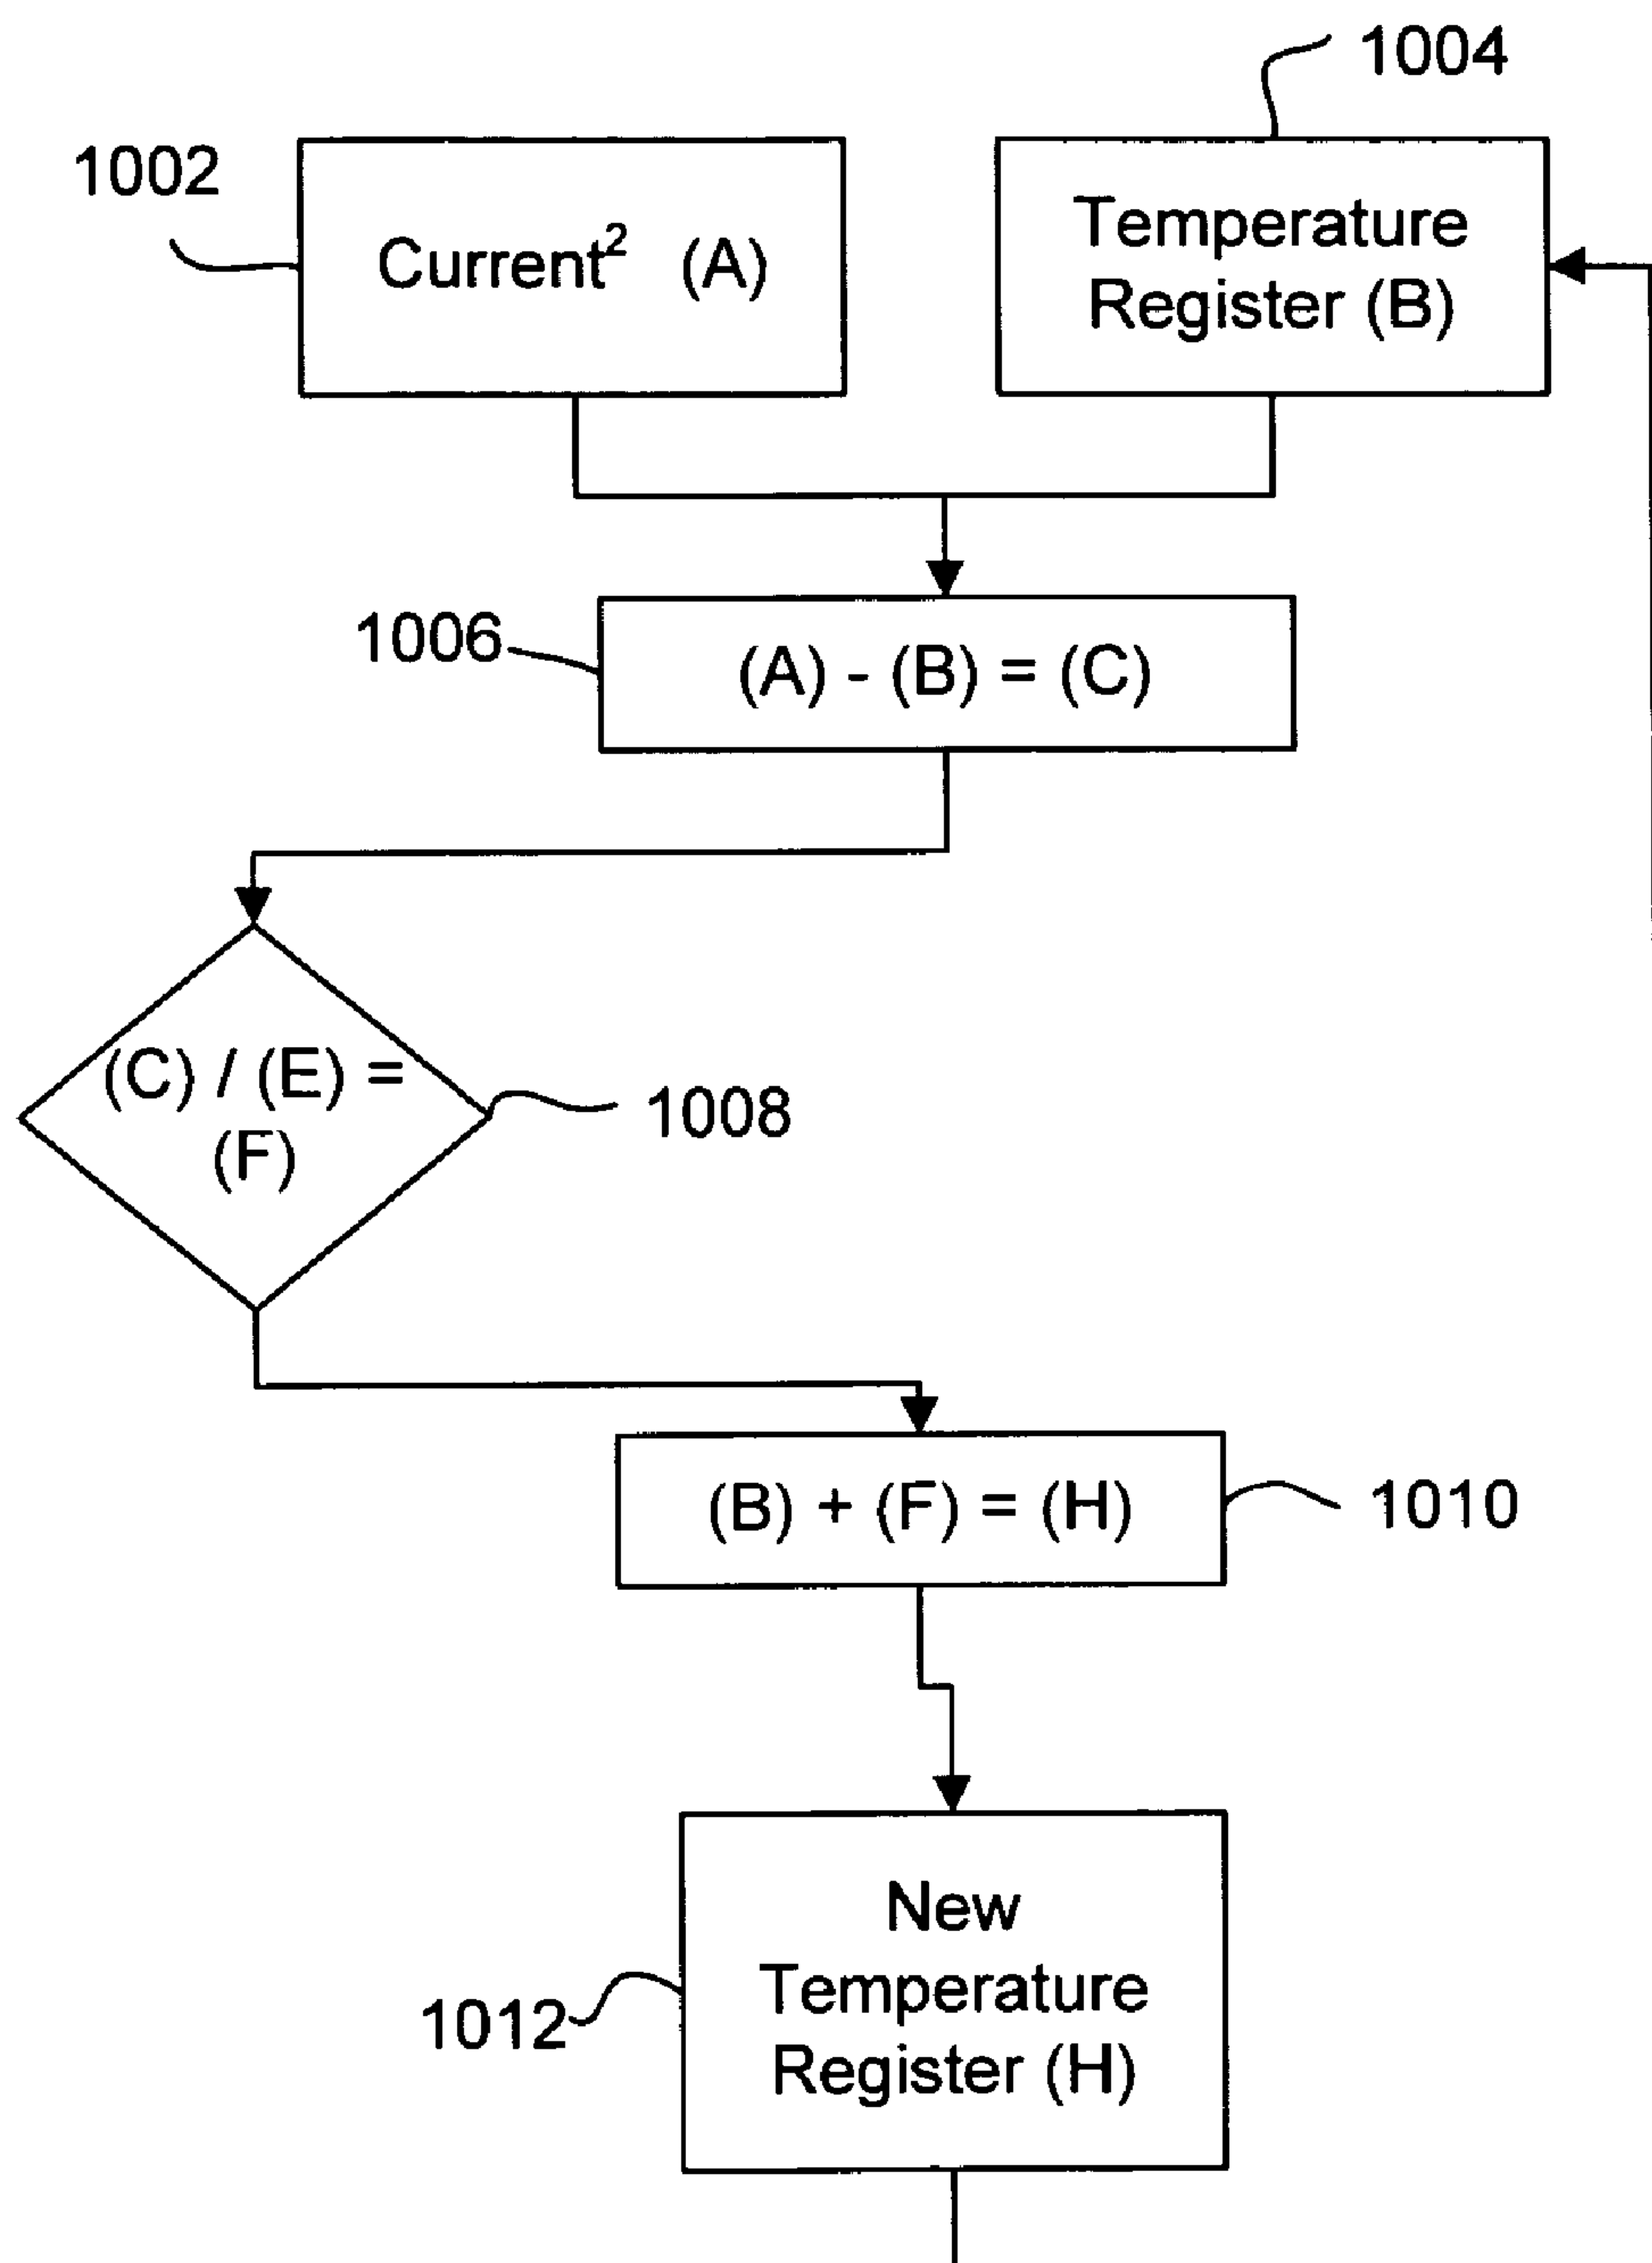 1004
1002
Current² (A)
Temperature
Register (B)
1006
(A) - (B) = (C)
(C) / (E) =
(F)
1008
(B) + (F) = (H)
1010
New
Temperature
Register (H)
1012